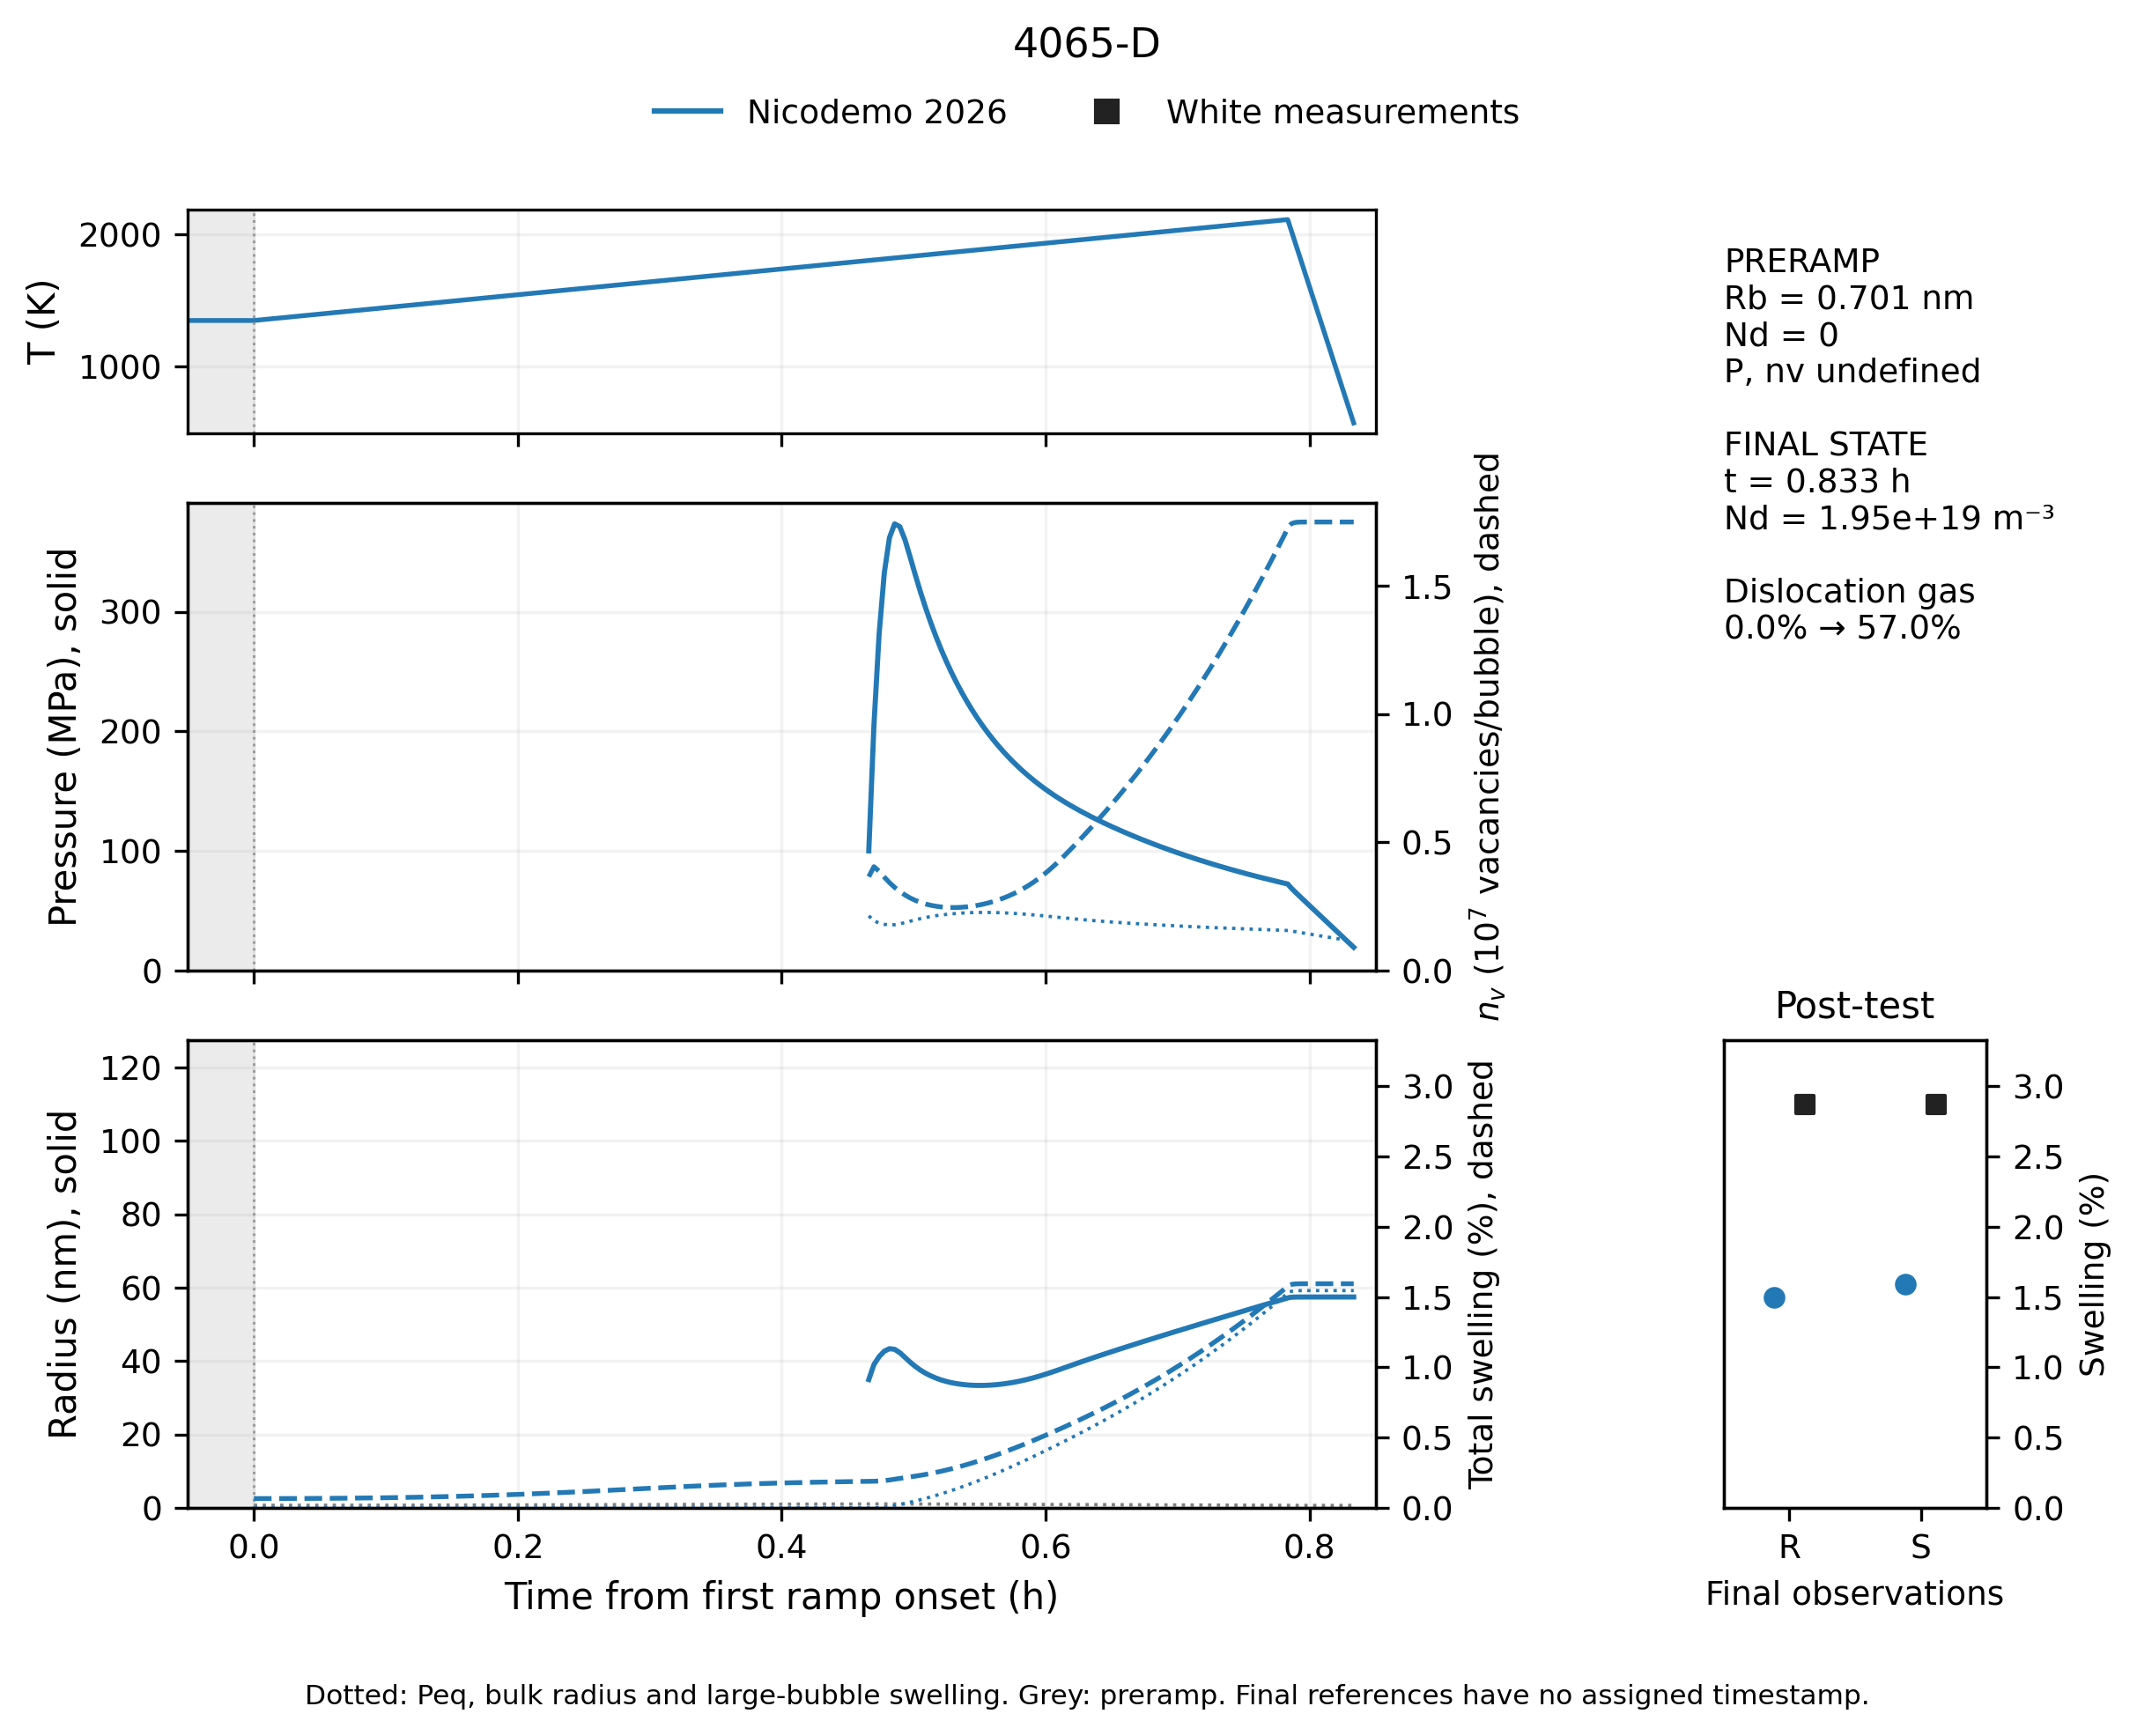 4065-D
Nicodemo 2026
White measurements
T (K)
2000
1000
PRERAMP
Rb = 0.701 nm
Nd = 0
P, nv undefined
FINAL STATE
t = 0.833 h
Nd = 1.95e+19 m⁻³
Dislocation gas
0.0% → 57.0%
Pressure (MPa), solid
300
200
100
0
1.5
1.0
0.5
0.0
nᵥ (10⁷ vacancies/bubble), dashed
Radius (nm), solid
120
100
80
60
40
20
0
3.0
2.5
2.0
1.5
1.0
0.5
0.0
Total swelling (%), dashed
0.0
0.2
0.4
0.6
0.8
Time from first ramp onset (h)
Post-test
3.0
2.5
2.0
1.5
1.0
0.5
0.0
Swelling (%)
R
S
Final observations
Dotted: Peq, bulk radius and large-bubble swelling. Grey: preramp. Final references have no assigned timestamp.